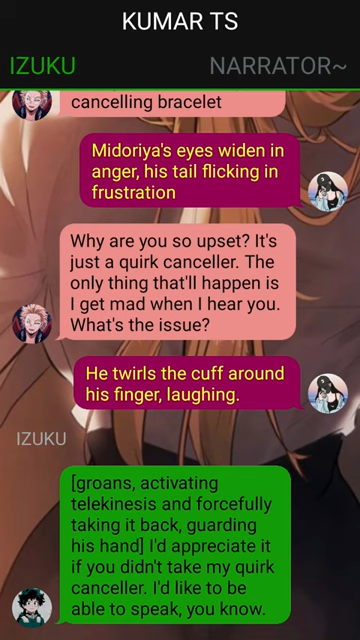 KUMAR TS
IZUKU
NARRATOR~
cancelling bracelet
Midoriya's eyes widen in
anger, his tail flicking in
frustration
Why are you so upset? It's
just a quirk canceller. The
only thing that'll happen is
I get mad when I hear you.
What's the issue?
He twirls the cuff around
his finger, laughing.
IZUKU
[groans, activating
telekinesis and forcefully
taking it back, guarding
his hand] I'd appreciate it
if you didn't take my quirk
canceller. I'd like to be
able to speak, you know.